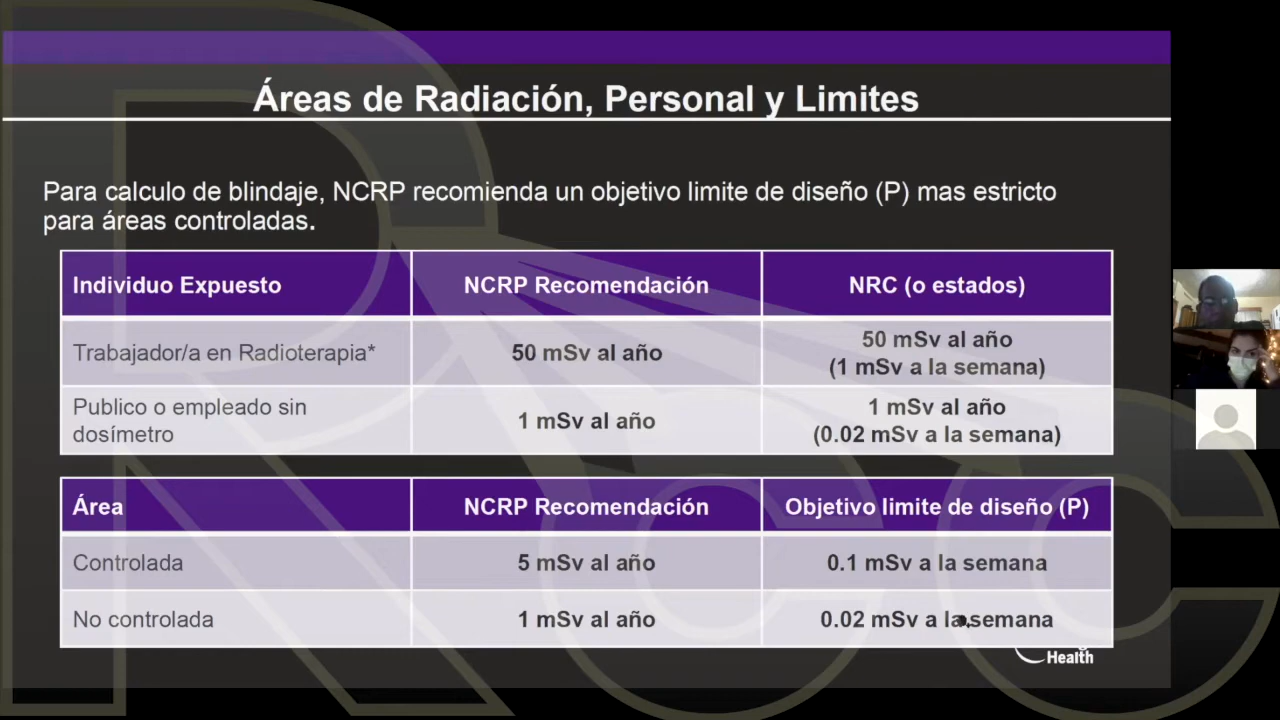 Áreas de Radiación, Personal y Limites
Para calculo de blindaje, NCRP recomienda un objetivo limite de diseño (P) mas estricto
para áreas controladas.
Individuo Expuesto
NCRP Recomendación
NRC (o estados)
Trabajador/a en Radioterapia*
50 mSv al año
50 mSv al año
(1 mSv a la semana)
Publico o empleado sin
dosímetro
1 mSv al año
1 mSv al año
(0.02 mSv a la semana)
Área
NCRP Recomendación
Objetivo limite de diseño (P)
Controlada
5 mSv al año
0.1 mSv a la semana
No controlada
1 mSv al año
0.02 mSv a la semana
Health